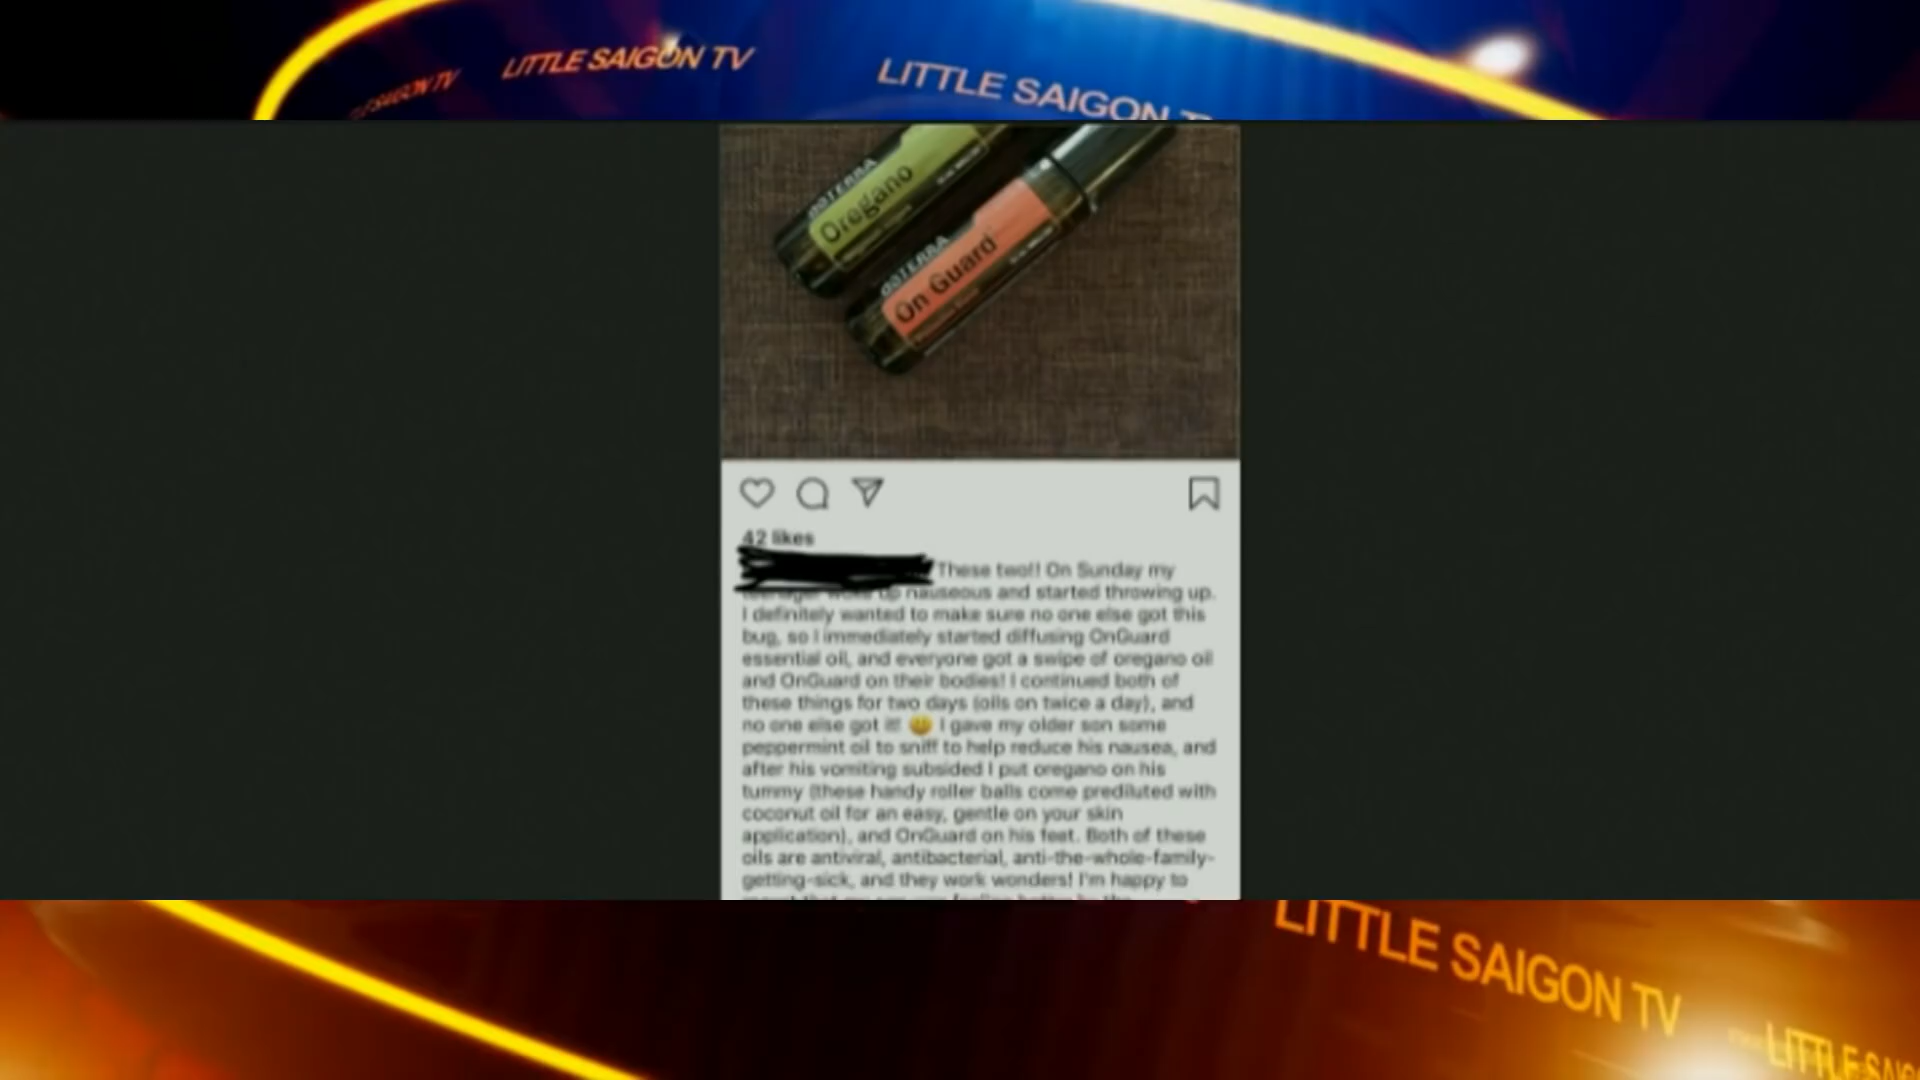 LITTLE SAIGON TV
LITTLE SAIGON TV
doTERRA
Oregano
doTERRA
On Guard
42 likes
These two!! On Sunday my
teenager woke up nauseous and started throwing up.
I definitely wanted to make sure no one else got this
bug, so I immediately started diffusing OnGuard
essential oil, and everyone got a swipe of oregano oil
and OnGuard on their bodies! I continued both of
these things for two days (oils on twice a day), and
no one else got it! 😀 I gave my older son some
peppermint oil to sniff to help reduce his nausea, and
after his vomiting subsided I put oregano on his
tummy (these handy roller balls come prediluted with
coconut oil for an easy, gentle on your skin
application), and OnGuard on his feet. Both of these
oils are antiviral, antibacterial, anti-the-whole-family-
getting-sick, and they work wonders! I'm happy to
LITTLE SAIGON TV
LITTLE SAIG